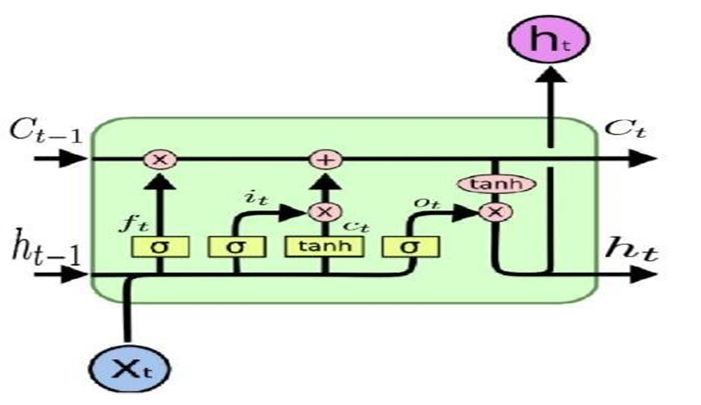 hₜ
Cₜ₋₁
Cₜ
× + tanh
iₜ × oₜ ×
fₜ cₜ
σ σ tanh σ
hₜ₋₁
hₜ
Xₜ